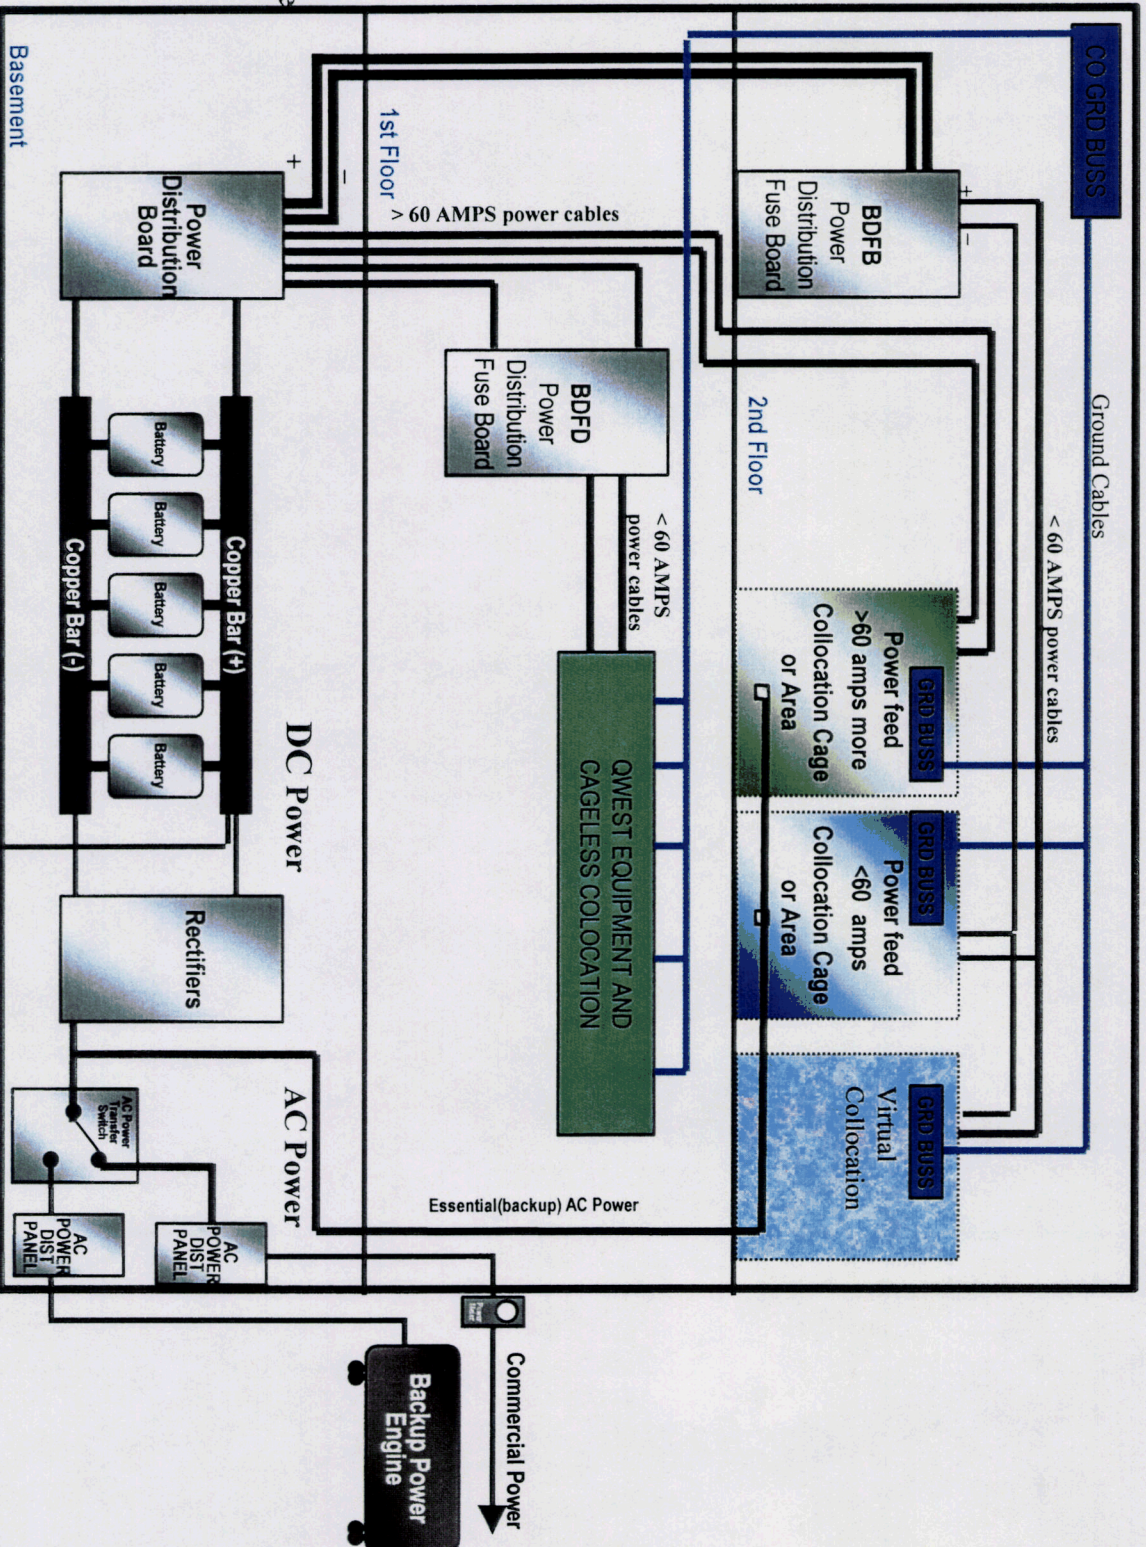 CO GRD BUSS
Ground Cables
< 60 AMPS power cables
+
–
BDFB
Power
Distribution
Fuse Board
GRD BUSS
Power feed
>60 amps more
Collocation Cage
or Area
GRD BUSS
Power feed
<60 amps
Collocation Cage
or Area
GRD BUSS
Virtual
Collocation
2nd Floor
> 60 AMPS power cables
BDFD
Power
Distribution
Fuse Board
< 60 AMPS
power cables
QWEST EQUIPMENT AND
CAGELESS COLOCATION
Essential(backup) AC Power
1st Floor
+
–
Power
Distribution
Board
DC Power
AC Power
Copper Bar (+)
Battery
Battery
Battery
Battery
Battery
Copper Bar (-)
Rectifiers
AC Power
Transfer
Switch
AC
POWER
DIST
PANEL
AC
POWER
DIST
PANEL
Commercial Power
Backup Power
Engine
Basement